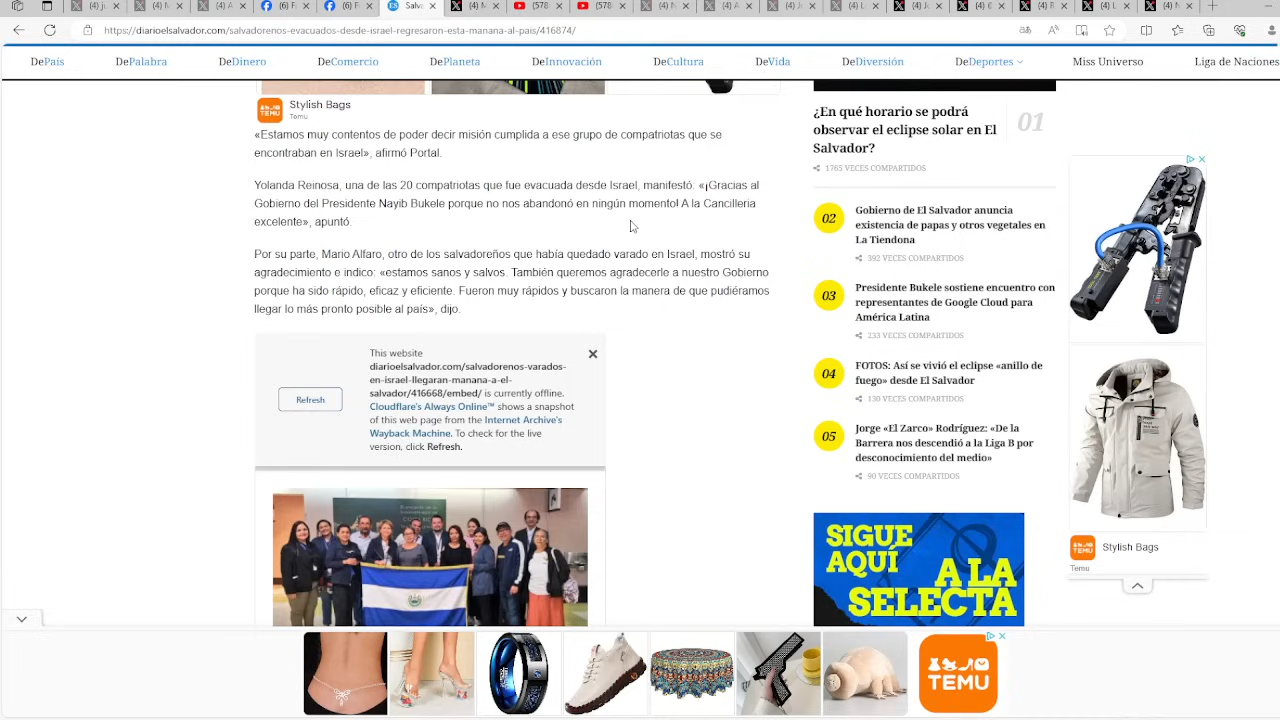 https://diarioelsalvador.com/salvadorenos-evacuados-desde-israel-regresaron-esta-manana-al-pais/416874/
DePaís DePalabra DeDinero DeComercio DePlaneta DeInnovación DeCultura DeVida DeDiversión DeDeportes Miss Universo Liga de Naciones
TEMU
Stylish Bags
Temu
«Estamos muy contentos de poder decir misión cumplida a ese grupo de compatriotas que se
encontraban en Israel», afirmó Portal.
Yolanda Reinosa, una de las 20 compatriotas que fue evacuada desde Israel, manifestó: «¡Gracias al
Gobierno del Presidente Nayib Bukele porque no nos abandonó en ningún momento! A la Cancillería
excelente», apuntó.
Por su parte, Mario Alfaro, otro de los salvadoreños que había quedado varado en Israel, mostró su
agradecimiento e indico: «estamos sanos y salvos. También queremos agradecerle a nuestro Gobierno
porque ha sido rápido, eficaz y eficiente. Fueron muy rápidos y buscaron la manera de que pudiéramos
llegar lo más pronto posible al país», dijo.
Refresh
This website
diarioelsalvador.com/salvadorenos-varados-
en-israel-llegaran-manana-a-el-
salvador/416668/embed/ is currently offline.
Cloudflare's Always Online™ shows a snapshot
of this web page from the Internet Archive's
Wayback Machine. To check for the live
version, click Refresh.
¿En qué horario se podrá
observar el eclipse solar en El
Salvador?
01
1765 VECES COMPARTIDOS
02
Gobierno de El Salvador anuncia
existencia de papas y otros vegetales en
La Tiendona
392 VECES COMPARTIDOS
03
Presidente Bukele sostiene encuentro con
representantes de Google Cloud para
América Latina
233 VECES COMPARTIDOS
04
FOTOS: Así se vivió el eclipse «anillo de
fuego» desde El Salvador
130 VECES COMPARTIDOS
05
Jorge «El Zarco» Rodríguez: «De la
Barrera nos descendió a la Liga B por
desconocimiento del medio»
90 VECES COMPARTIDOS
SIGUE
AQUÍ
A LA
SELECTA
TEMU
Stylish Bags
Temu
TEMU